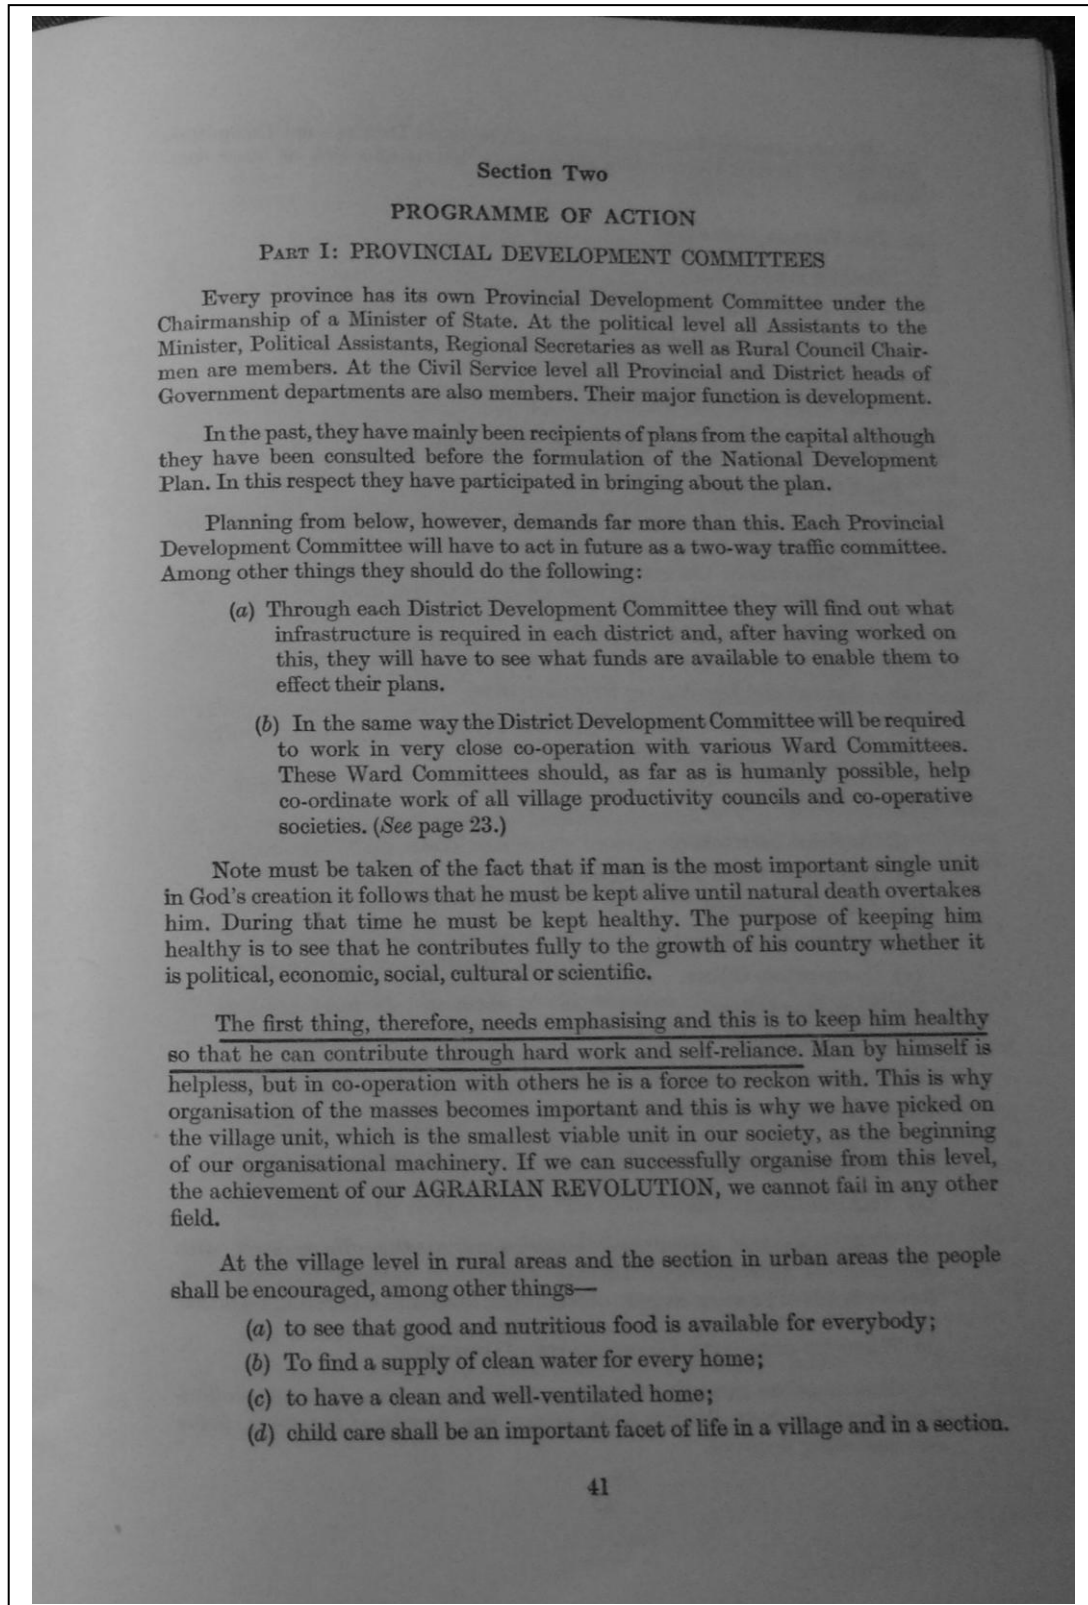 Section Two
PROGRAMME OF ACTION
PART I: PROVINCIAL DEVELOPMENT COMMITTEES
Every province has its own Provincial Development Committee under the
Chairmanship of a Minister of State. At the political level all Assistants to the
Minister, Political Assistants, Regional Secretaries as well as Rural Council Chair-
men are members. At the Civil Service level all Provincial and District heads of
Government departments are also members. Their major function is development.
In the past, they have mainly been recipients of plans from the capital although
they have been consulted before the formulation of the National Development
Plan. In this respect they have participated in bringing about the plan.
Planning from below, however, demands far more than this. Each Provincial
Development Committee will have to act in future as a two-way traffic committee.
Among other things they should do the following:
(a) Through each District Development Committee they will find out what
infrastructure is required in each district and, after having worked on
this, they will have to see what funds are available to enable them to
effect their plans.
(b) In the same way the District Development Committee will be required
to work in very close co-operation with various Ward Committees.
These Ward Committees should, as far as is humanly possible, help
co-ordinate work of all village productivity councils and co-operative
societies. (See page 23.)
Note must be taken of the fact that if man is the most important single unit
in God's creation it follows that he must be kept alive until natural death overtakes
him. During that time he must be kept healthy. The purpose of keeping him
healthy is to see that he contributes fully to the growth of his country whether it
is political, economic, social, cultural or scientific.
The first thing, therefore, needs emphasising and this is to keep him healthy
so that he can contribute through hard work and self-reliance. Man by himself is
helpless, but in co-operation with others he is a force to reckon with. This is why
organisation of the masses becomes important and this is why we have picked on
the village unit, which is the smallest viable unit in our society, as the beginning
of our organisational machinery. If we can successfully organise from this level,
the achievement of our AGRARIAN REVOLUTION, we cannot fail in any other
field.
At the village level in rural areas and the section in urban areas the people
shall be encouraged, among other things—
(a) to see that good and nutritious food is available for everybody;
(b) To find a supply of clean water for every home;
(c) to have a clean and well-ventilated home;
(d) child care shall be an important facet of life in a village and in a section.
41